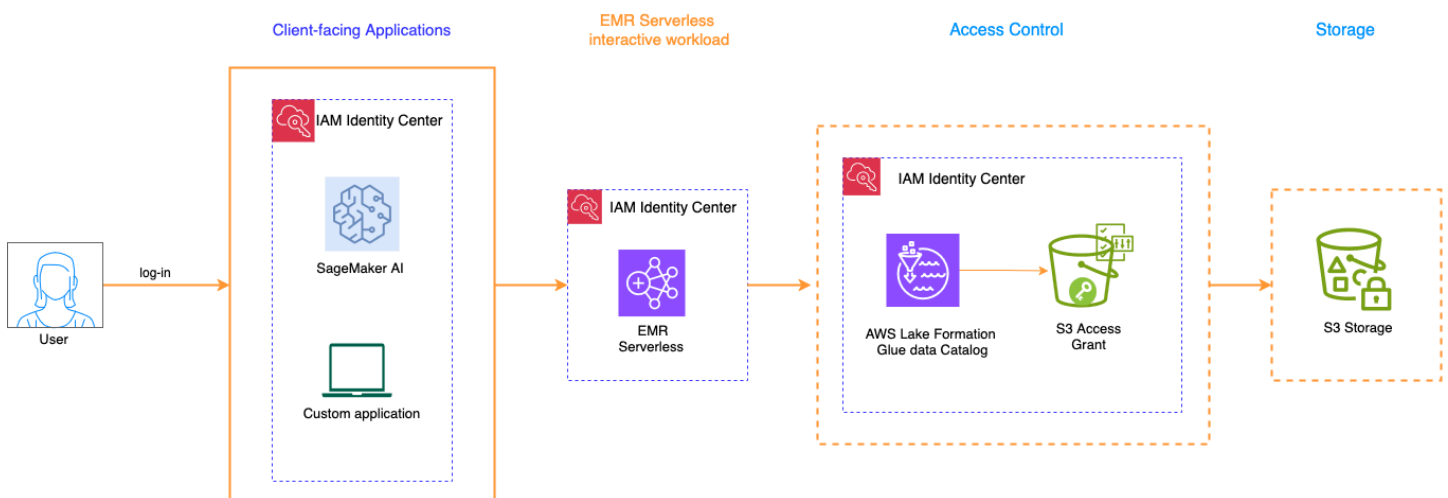 Client-facing Applications
EMR Serverless
interactive workload
Access Control
Storage
log-in
User
IAM Identity Center
SageMaker AI
Custom application
IAM Identity Center
EMR
Serverless
IAM Identity Center
AWS Lake Formation
Glue data Catalog
S3 Access
Grant
S3 Storage